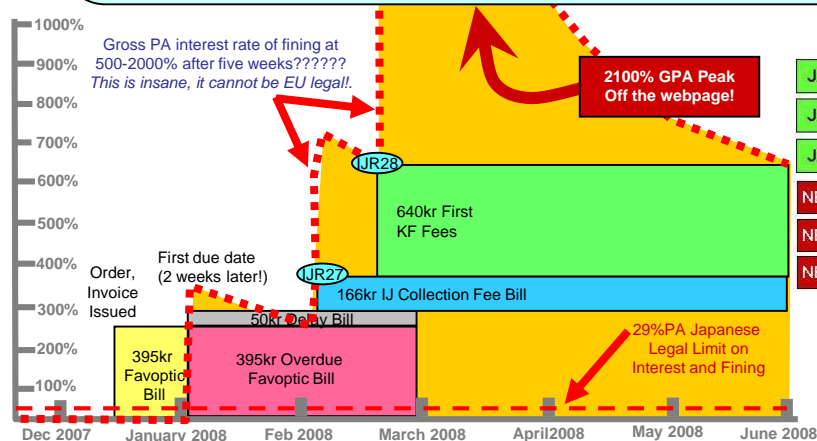 1000%
900%
800%
700%
600%
500%
400%
300%
200%
100%
Gross PA interest rate of fining at
500-2000% after five weeks??????
This is insane, it cannot be EU legal!.
2100% GPA Peak
Off the webpage!
IJR28
640kr First
KF Fees
IJR27
166kr IJ Collection Fee Bill
Order,
Invoice
Issued
First due date
(2 weeks later!)
50kr Delay Bill
395kr
Favoptic
Bill
395kr Overdue
Favoptic Bill
29%PA Japanese
Legal Limit on
Interest and Fining
Dec 2007
January 2008
Feb 2008
March 2008
April2008
May 2008
June 2008